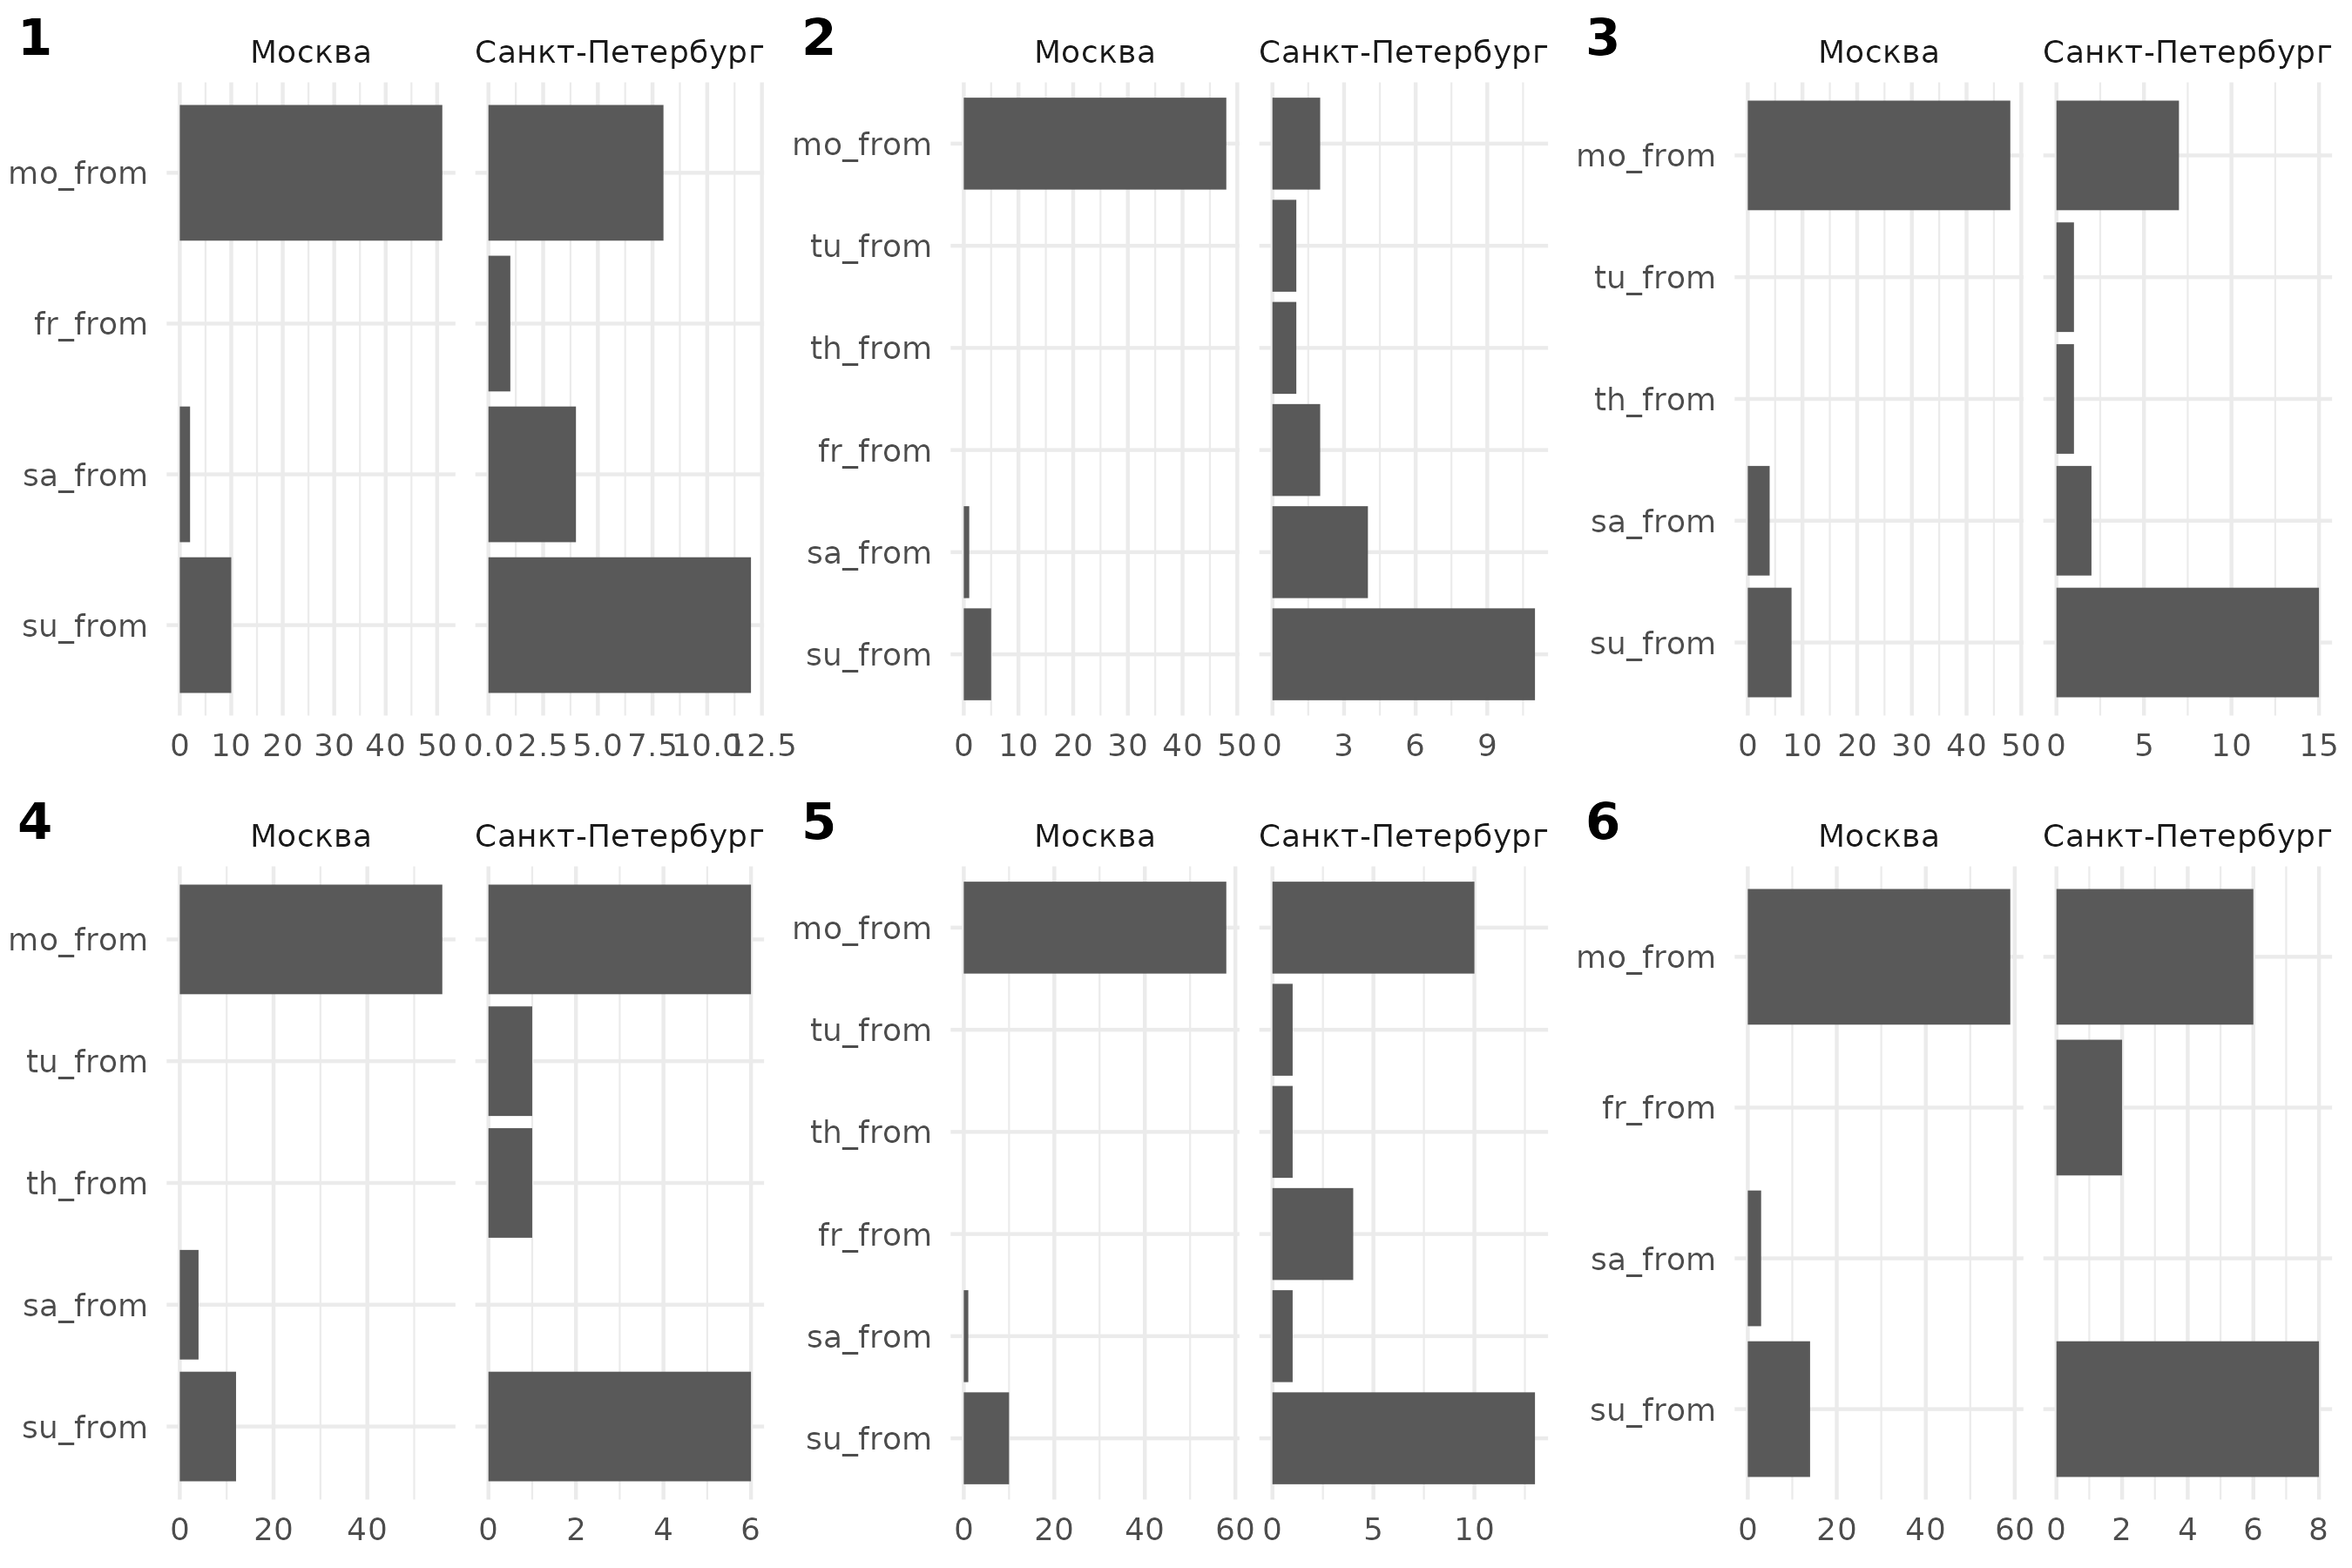 1
Москва Санкт-Петербург
mo_from
fr_from
sa_from
su_from
0 10 20 30 40 50 0.0 2.5 5.0 7.5 10.0 12.5
2
Москва Санкт-Петербург
mo_from
tu_from
th_from
fr_from
sa_from
su_from
0 10 20 30 40 50 0 3 6 9
3
Москва Санкт-Петербург
mo_from
tu_from
th_from
sa_from
su_from
0 10 20 30 40 50 0 5 10 15
4
Москва Санкт-Петербург
mo_from
tu_from
th_from
sa_from
su_from
0 20 40 0 2 4 6
5
Москва Санкт-Петербург
mo_from
tu_from
th_from
fr_from
sa_from
su_from
0 20 40 60 0 5 10
6
Москва Санкт-Петербург
mo_from
fr_from
sa_from
su_from
0 20 40 60 0 2 4 6 8